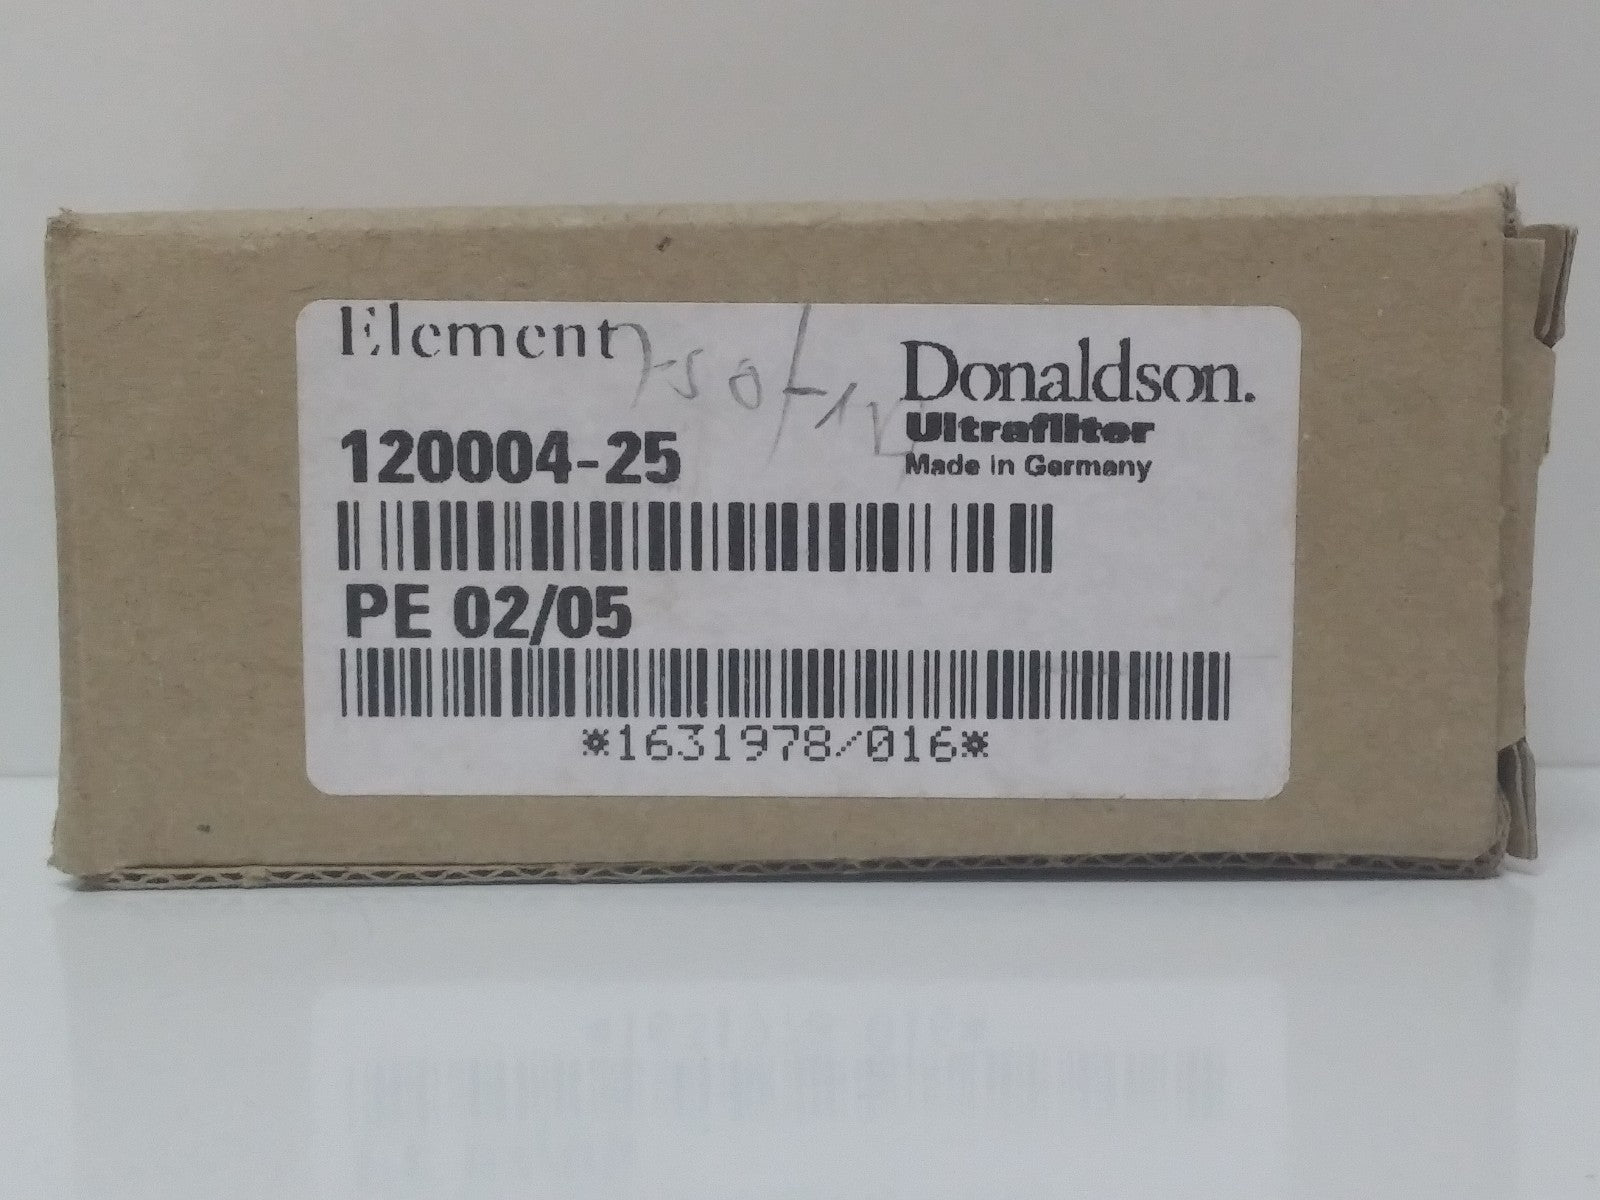 Element
Donaldson.
Ultrafilter
Made in Germany
120004-25
PE 02/05
*1631978/016*